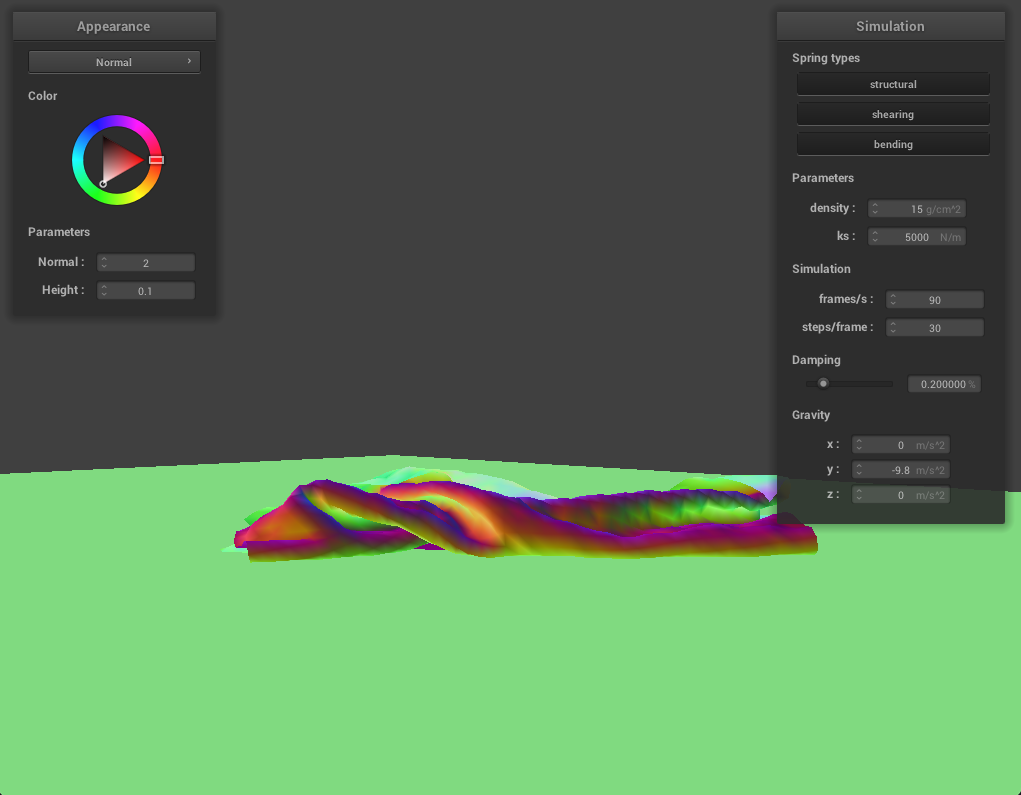 Appearance
Normal
Color
Parameters
Normal : 2
Height : 0.1
Simulation
Spring types
structural
shearing
bending
Parameters
density : 15 g/cm^2
ks : 5000 N/m
Simulation
frames/s : 90
steps/frame : 30
Damping
0.200000 %
Gravity
x : 0 m/s^2
y : -9.8 m/s^2
z : 0 m/s^2